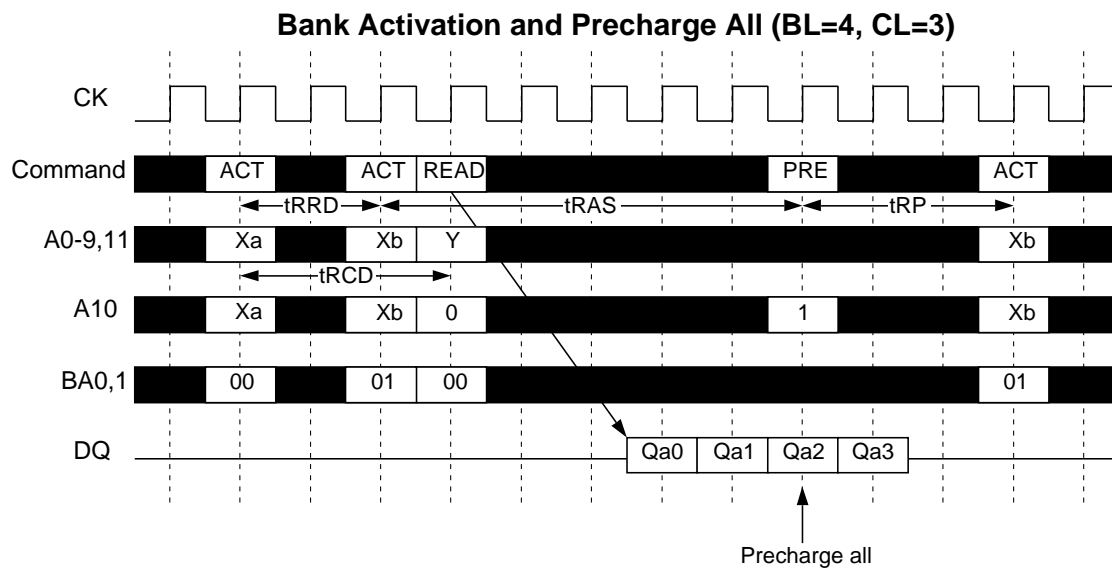 Bank Activation and Precharge All (BL=4, CL=3)
CK
Command ACT ACT READ PRE ACT
tRRD tRAS tRP
A0-9,11 Xa Xb Y Xb
tRCD
A10 Xa Xb 0 1 Xb
BA0,1 00 01 00 01
DQ Qa0 Qa1 Qa2 Qa3
Precharge all